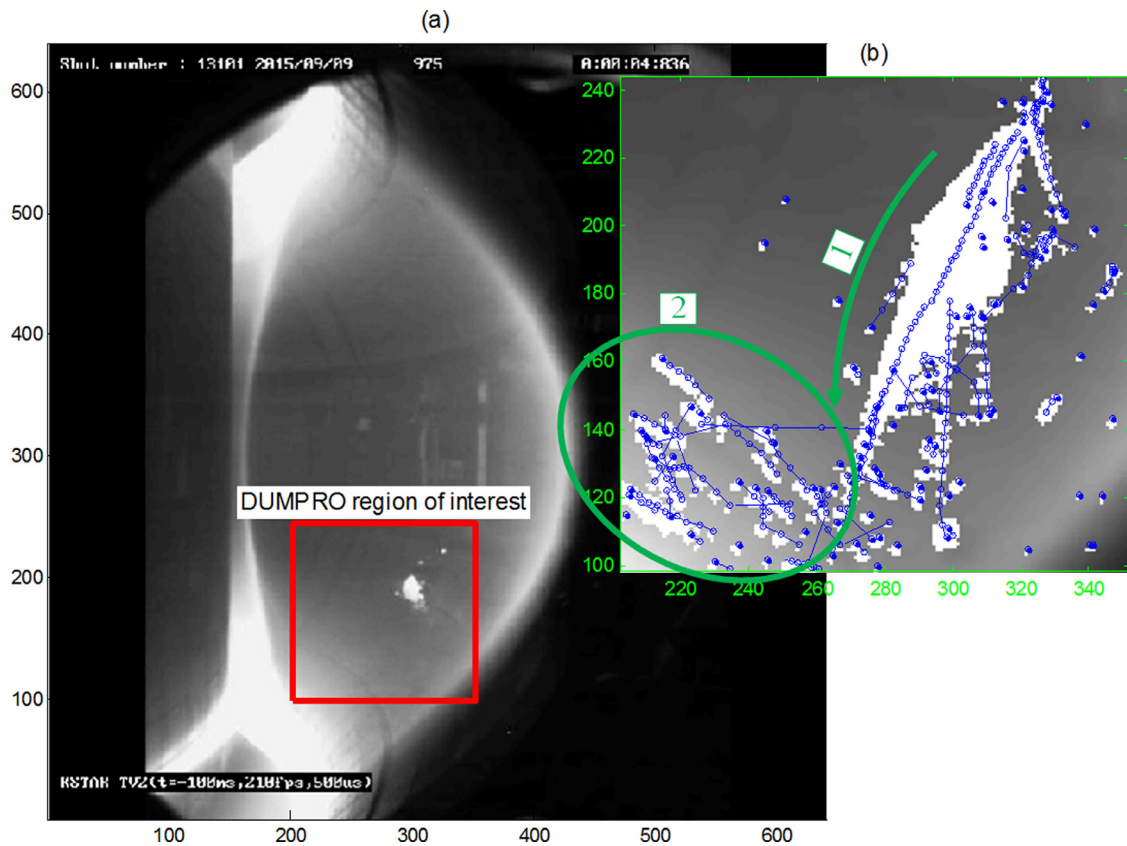 (a)
(b)
Shot number : 13101 2015/09/09 975 0:00:04:836
600
500
400
300
200
100
100 200 300 400 500 600
DUMPRO region of interest
KSTAR TV2(t=-100ms,210fps,500us)
240
220
200
180
160
140
120
100
220 240 260 280 300 320 340
1
2